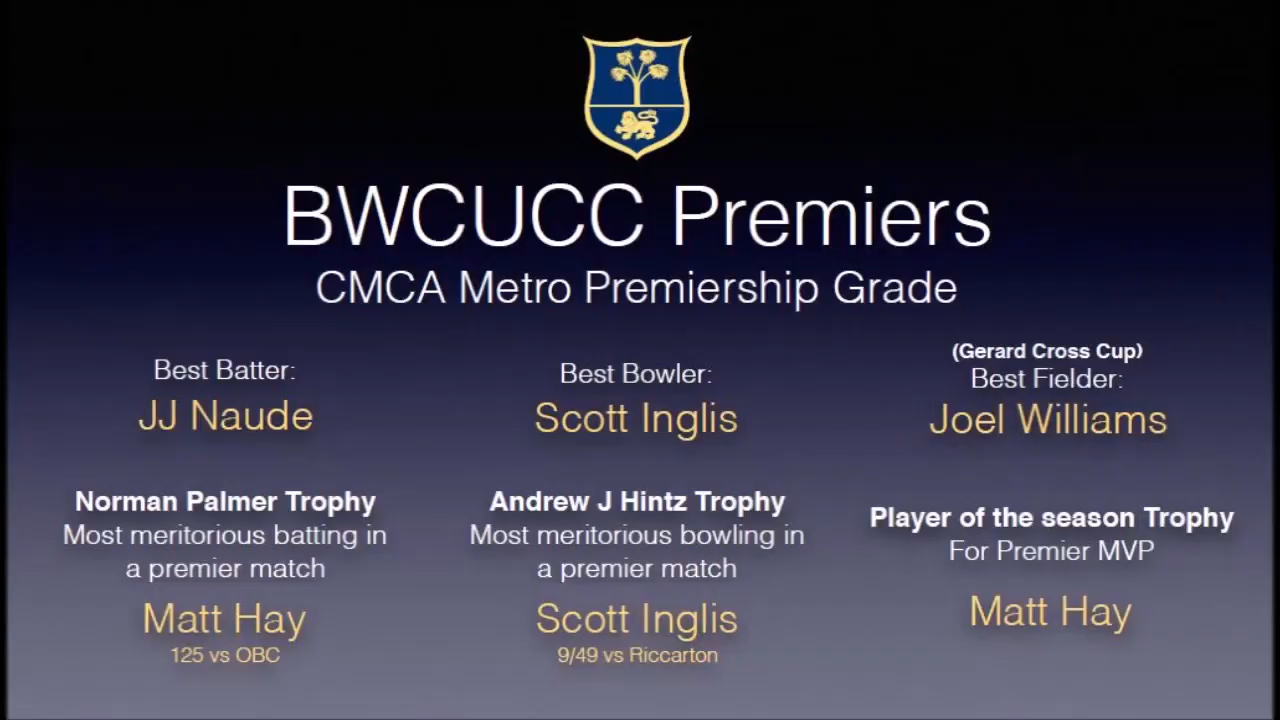 BWCUCC Premiers
CMCA Metro Premiership Grade
Best Batter:
JJ Naude
Best Bowler:
Scott Inglis
(Gerard Cross Cup)
Best Fielder:
Joel Williams
Norman Palmer Trophy
Most meritorious batting in
a premier match
Matt Hay
125 vs OBC
Andrew J Hintz Trophy
Most meritorious bowling in
a premier match
Scott Inglis
9/49 vs Riccarton
Player of the season Trophy
For Premier MVP
Matt Hay